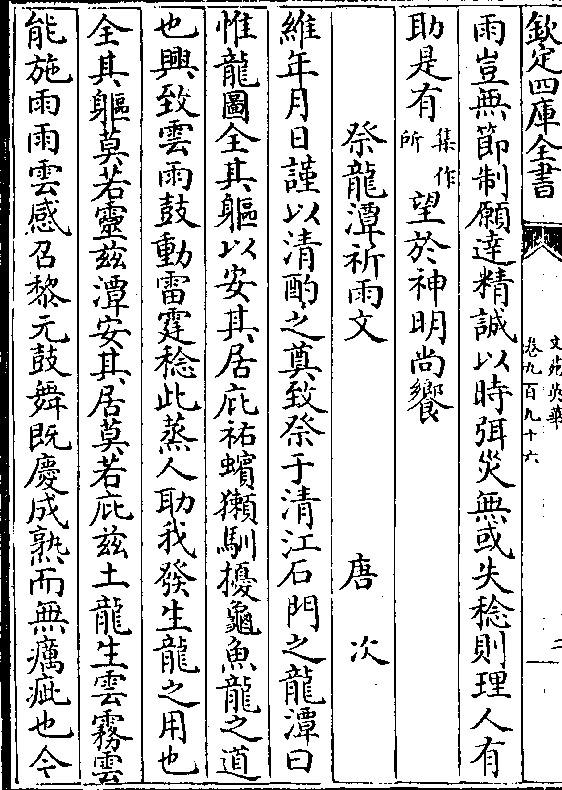 欽定四庫全書
文苑英華
卷九百九十六
二
雨豈無節制願達精誠以時弭災無或失稔則理人有
助是有集作所望於神明尚饗
祭龍潭祈雨文 唐次
維年月日謹以清酌之奠致祭于清江石門之龍潭曰
惟龍圖全其軀以安其居庇祐蠙獺馴擾龜魚龍之道
也興致雲雨鼓動雷霆稔此蒸人助我發生龍之用也
全其軀莫若靈兹潭安其居莫若庇兹土龍生雲霧雲
能施雨雨雲感召黎元鼓舞既慶成熟而無癘疵也今